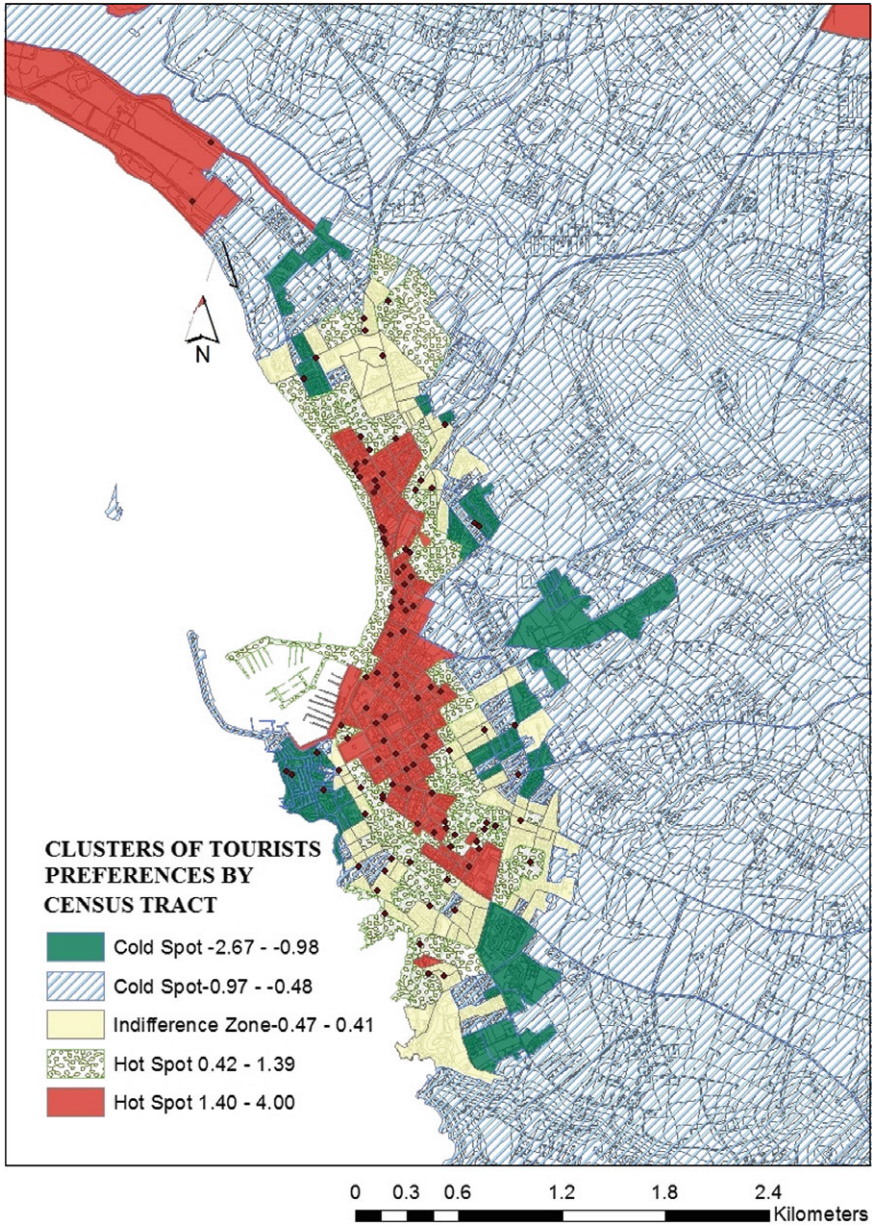 N
CLUSTERS OF TOURISTS
PREFERENCES BY
CENSUS TRACT
Cold Spot -2.67 - -0.98
Cold Spot-0.97 - -0.48
Indifference Zone-0.47 - 0.41
Hot Spot 0.42 - 1.39
Hot Spot 1.40 - 4.00
0 0.3 0.6 1.2 1.8 2.4
Kilometers